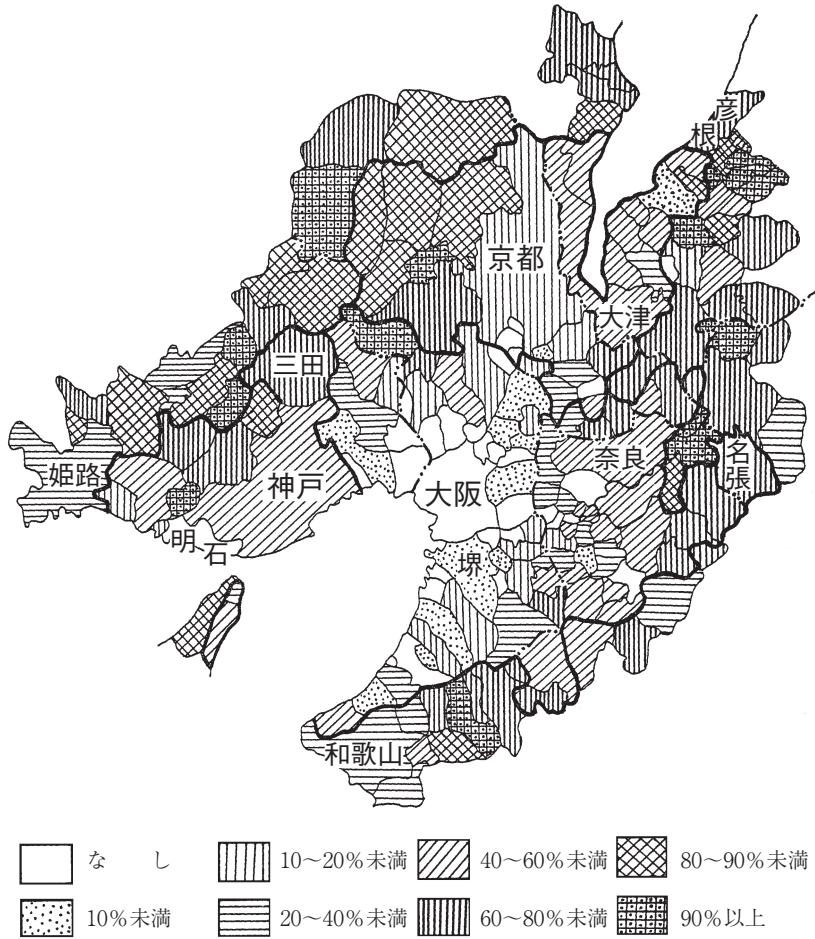 彦根
京都
大津
三田
名張
奈良
姫路
神戸
大阪
明石
堺
和歌山
なし
10～20％未満
40～60％未満
80～90％未満
10％未満
20～40％未満
60～80％未満
90％以上